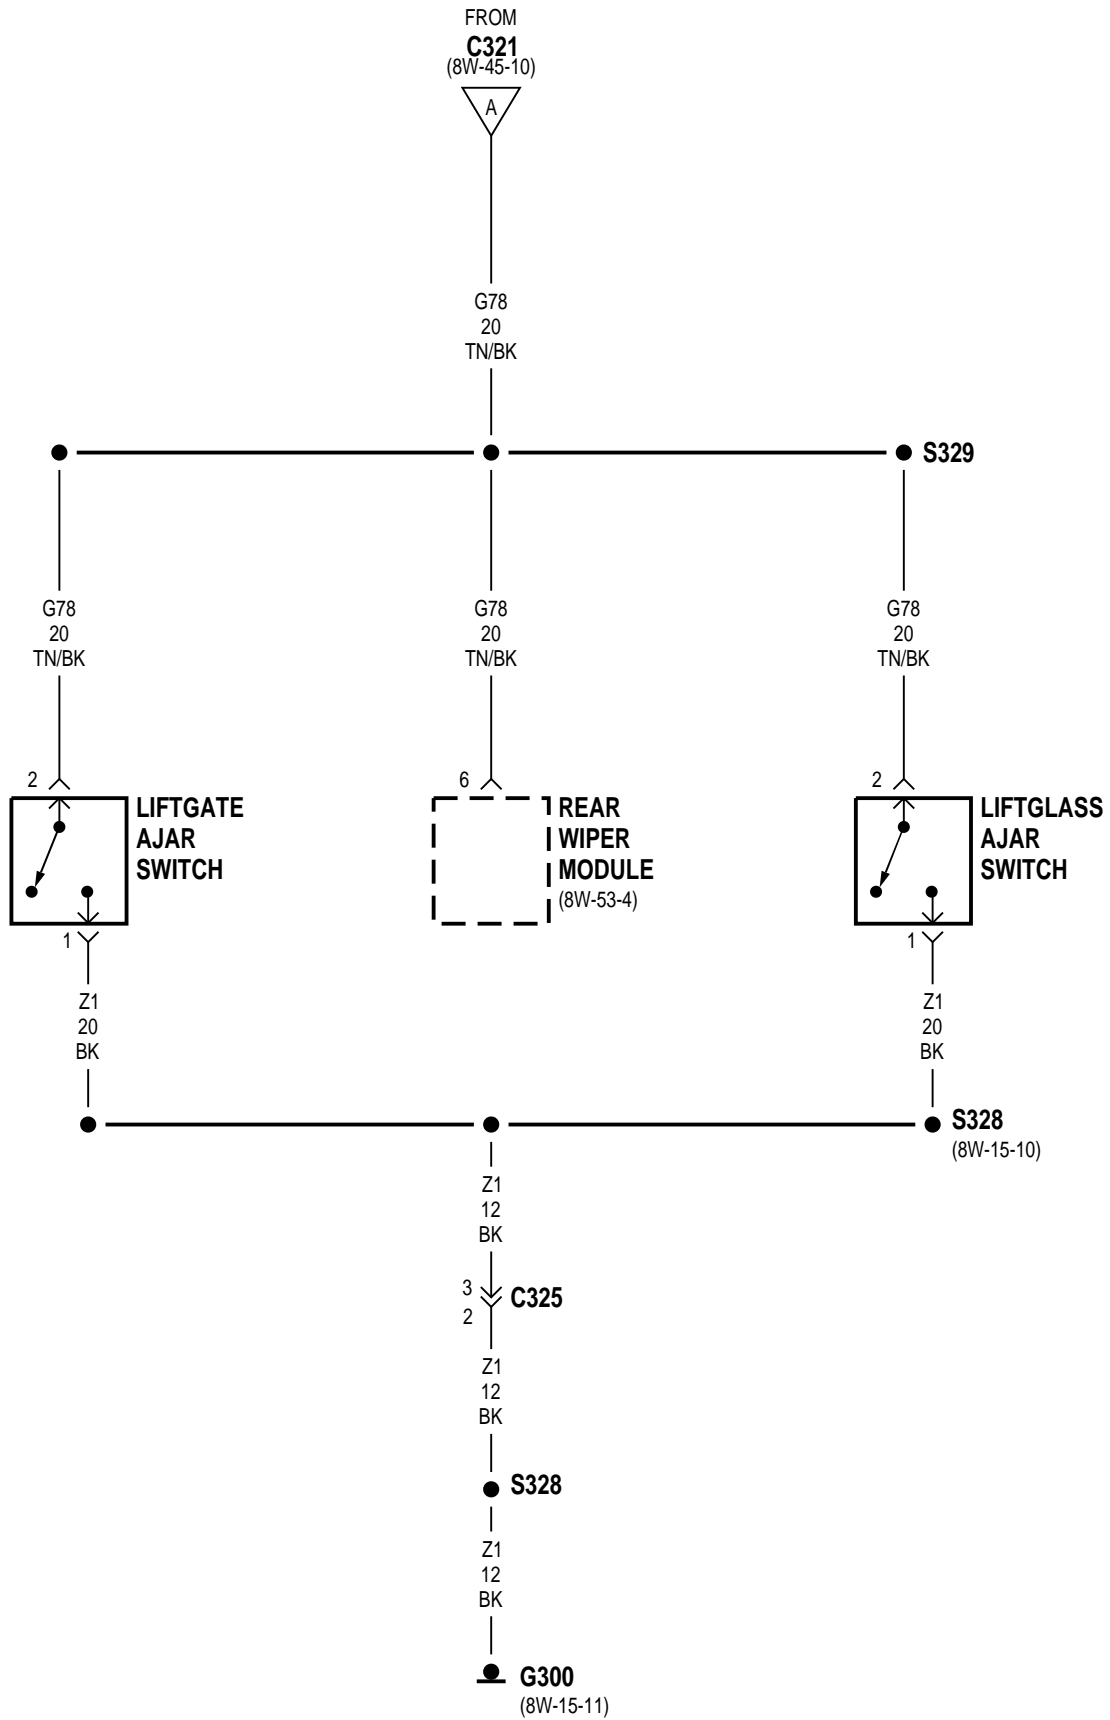 FROM
C321
(8W-45-10)
A
G78
20
TN/BK
S329
G78
20
TN/BK
G78
20
TN/BK
G78
20
TN/BK
2
LIFTGATE
AJAR
SWITCH
1
6
REAR
WIPER
MODULE
(8W-53-4)
2
LIFTGLASS
AJAR
SWITCH
1
Z1
20
BK
Z1
20
BK
S328
(8W-15-10)
Z1
12
BK
3
C325
2
Z1
12
BK
S328
Z1
12
BK
G300
(8W-15-11)